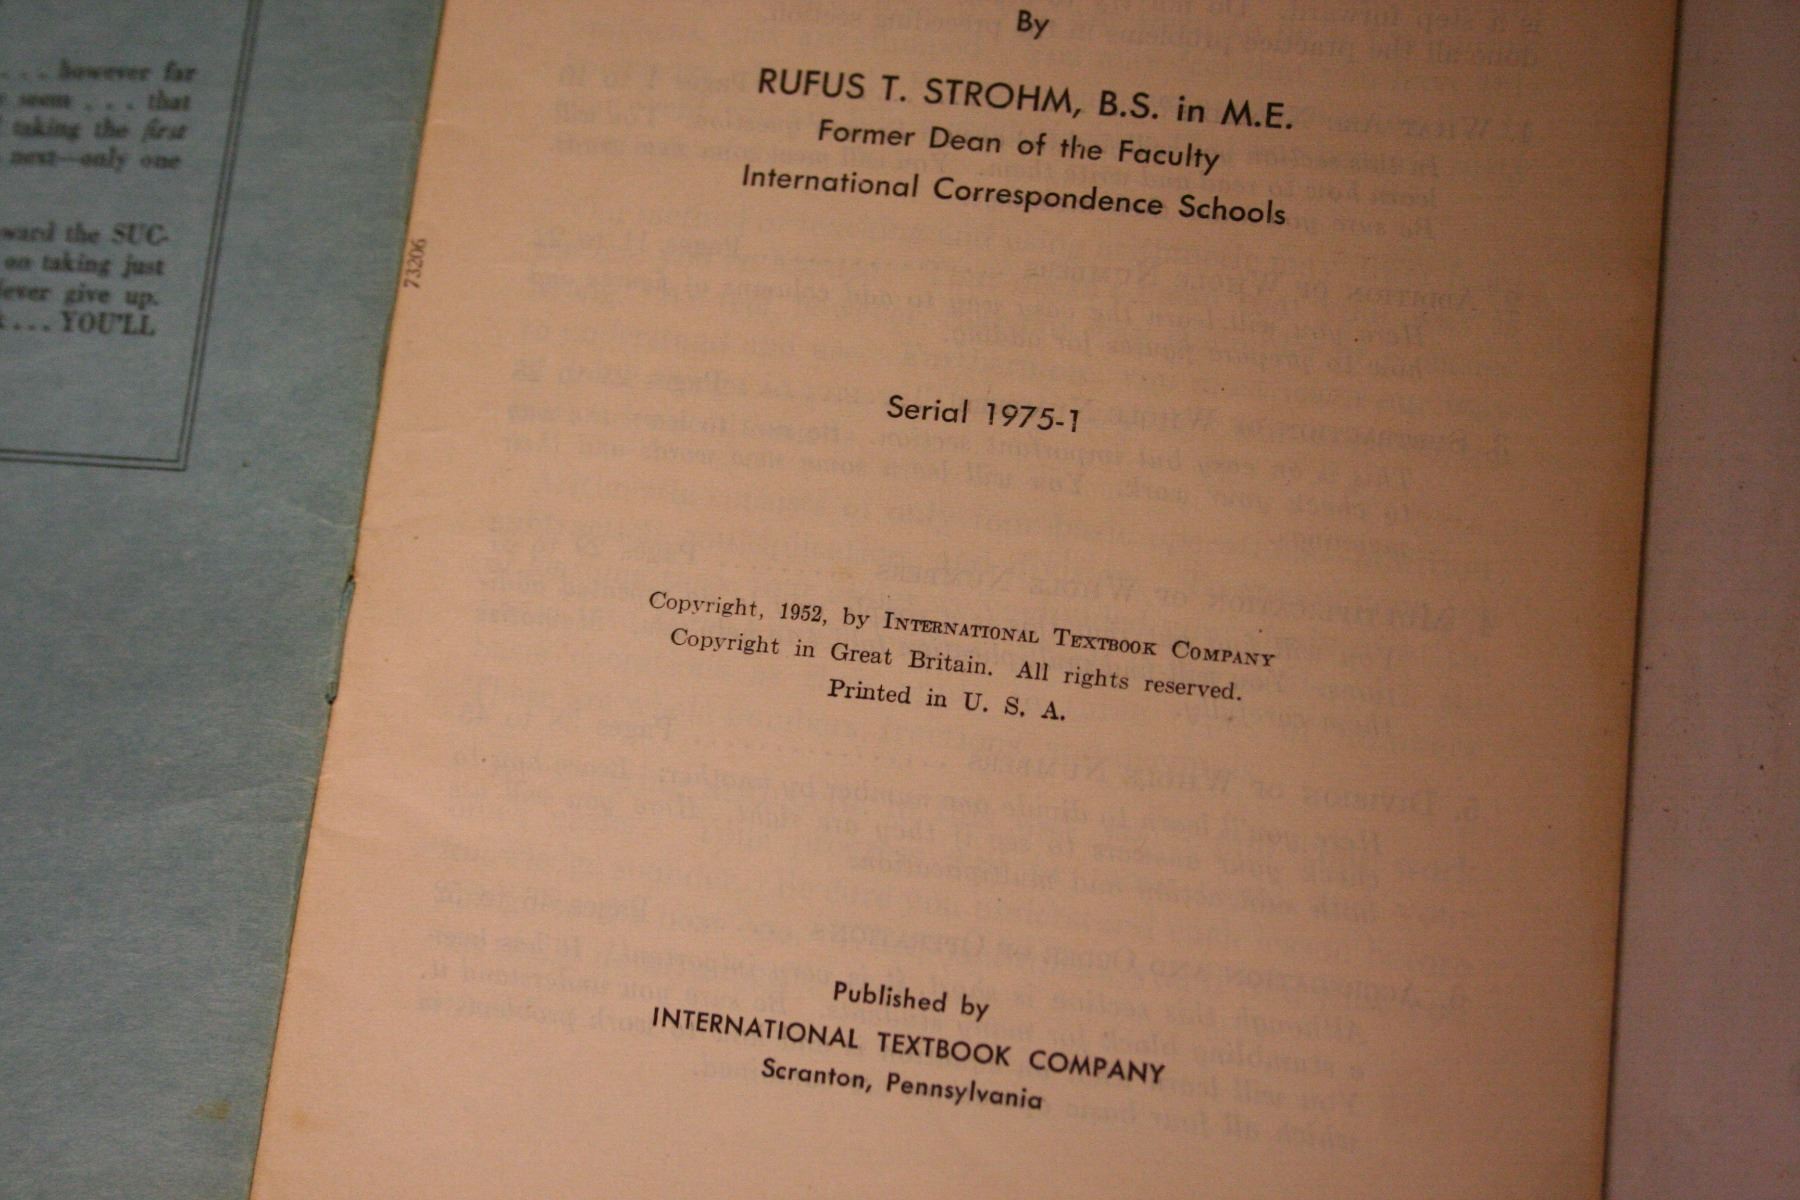 . . . however far
seem . . . that
taking the first
next—only one
ward the SUC-
on taking just
ever give up.
. . . YOU'LL
73206
By
RUFUS T. STROHM, B.S. in M.E.
Former Dean of the Faculty
International Correspondence Schools
Serial 1975-1
Copyright, 1952, by INTERNATIONAL TEXTBOOK COMPANY
Copyright in Great Britain. All rights reserved.
Printed in U. S. A.
Published by
INTERNATIONAL TEXTBOOK COMPANY
Scranton, Pennsylvania